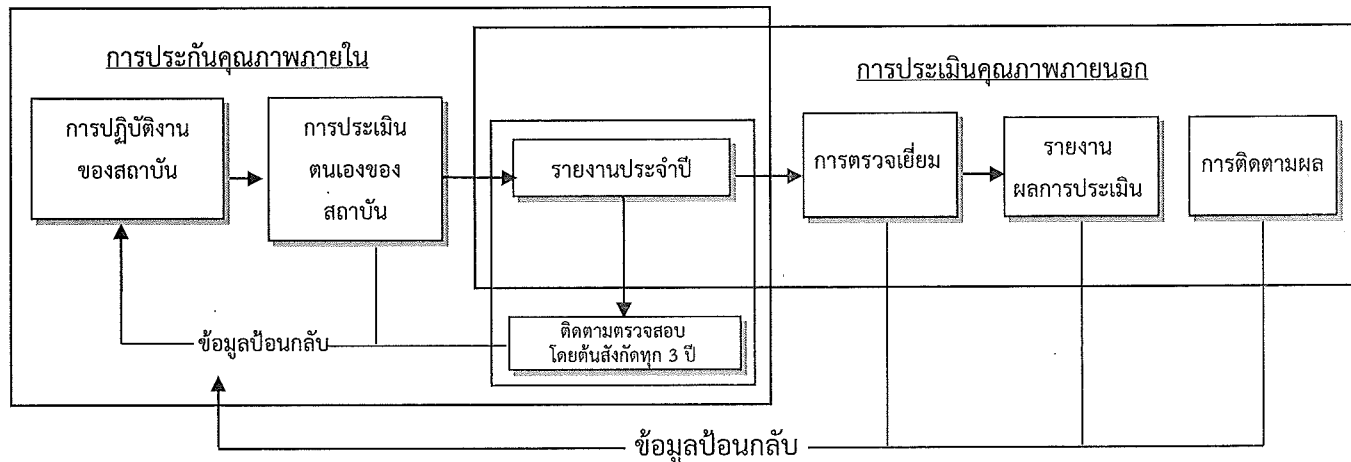 การประกันคุณภาพภายใน
การประเมินคุณภาพภายนอก
การปฏิบัติงาน
ของสถาบัน
การประเมิน
ตนเองของ
สถาบัน
รายงานประจำปี
การตรวจเยี่ยม
รายงาน
ผลการประเมิน
การติดตามผล
ติดตามตรวจสอบ
โดยต้นสังกัดทุก 3 ปี
ข้อมูลป้อนกลับ
ข้อมูลป้อนกลับ